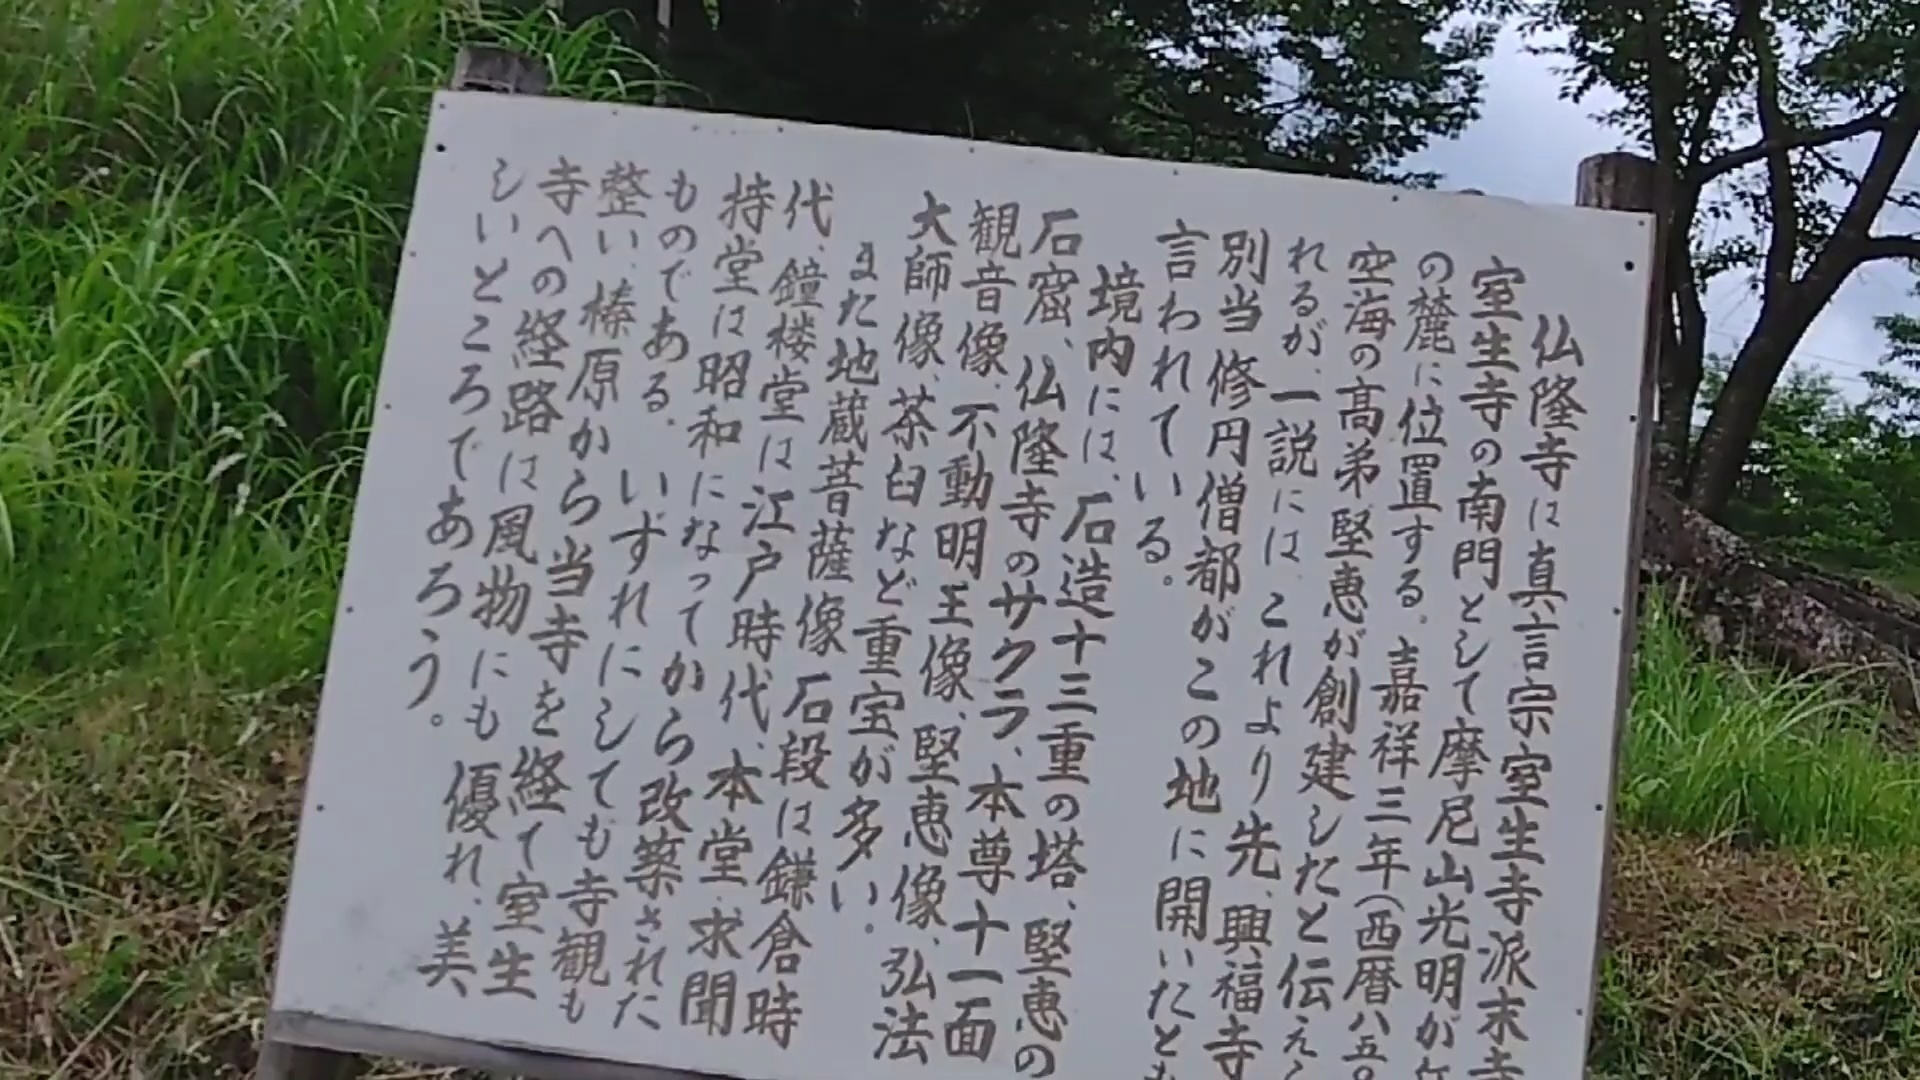 仏隆寺は真言宗室生寺派末寺
室生寺の南門として摩尼山光明が
の麓に位置する。嘉祥三年(西暦八五〇
空海の高弟堅恵が創建したと伝えら
れるが、一説には、これより先、興福寺
別当修円僧都がこの地に開いたとも
言われている。
境内には、石造十三重の塔、堅恵の
石窟、仏隆寺のサクラ、本尊十一面
観音像、不動明王像、堅恵像、弘法
大師像、茶臼など重宝が多い。
また地蔵菩薩像 石段は鎌倉時
代、鐘楼堂は江戸時代、本堂、求聞
持堂は昭和になってから改築された
ものである。いずれにしても寺観も
整い、榛原から当寺を経て室生
寺への経路は風物にも優れ、美
しいところであろう。